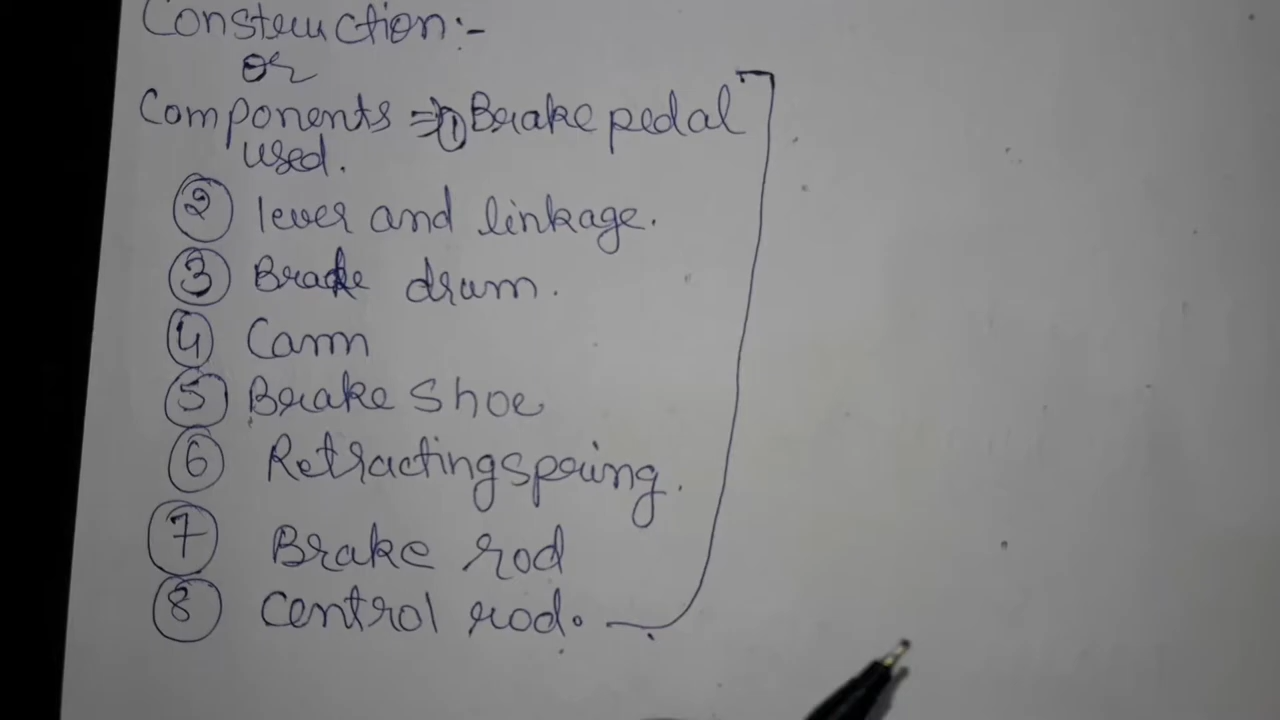 Construction:-
or
Components ⇒ ① Brake pedal
used.
② lever and linkage.
③ Brake drum.
④ Cam
⑤ Brake Shoe
⑥ Retracting spring.
⑦ Brake rod
⑧ Control rod.